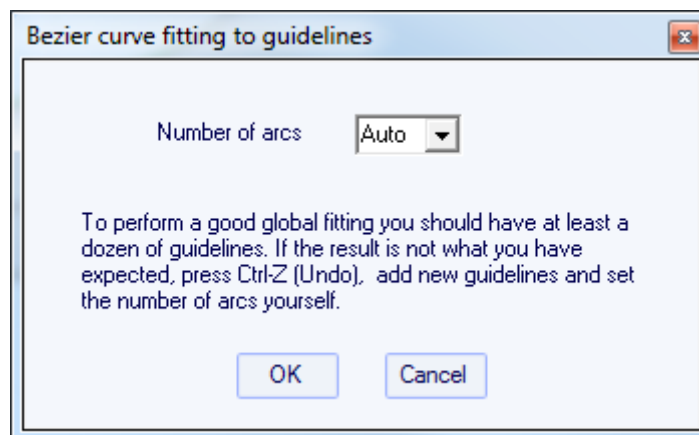 Bezier curve fitting to guidelines
Number of arcs Auto
To perform a good global fitting you should have at least a
dozen of guidelines. If the result is not what you have
expected, press Ctrl-Z (Undo),  add new guidelines and set
the number of arcs yourself.
OK Cancel